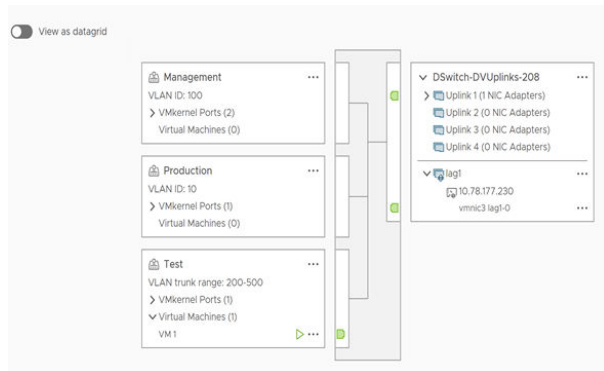 View as datagrid
Management
VLAN ID: 100
VMkernel Ports (2)
Virtual Machines (0)
Production
VLAN ID: 10
VMkernel Ports (1)
Virtual Machines (0)
Test
VLAN trunk range: 200-500
VMkernel Ports (1)
Virtual Machines (1)
VM 1
DSwitch-DVUplinks-208
Uplink 1 (1 NIC Adapters)
Uplink 2 (0 NIC Adapters)
Uplink 3 (0 NIC Adapters)
Uplink 4 (0 NIC Adapters)
lag1
10.78.177.230
vmnic3 lag1-0